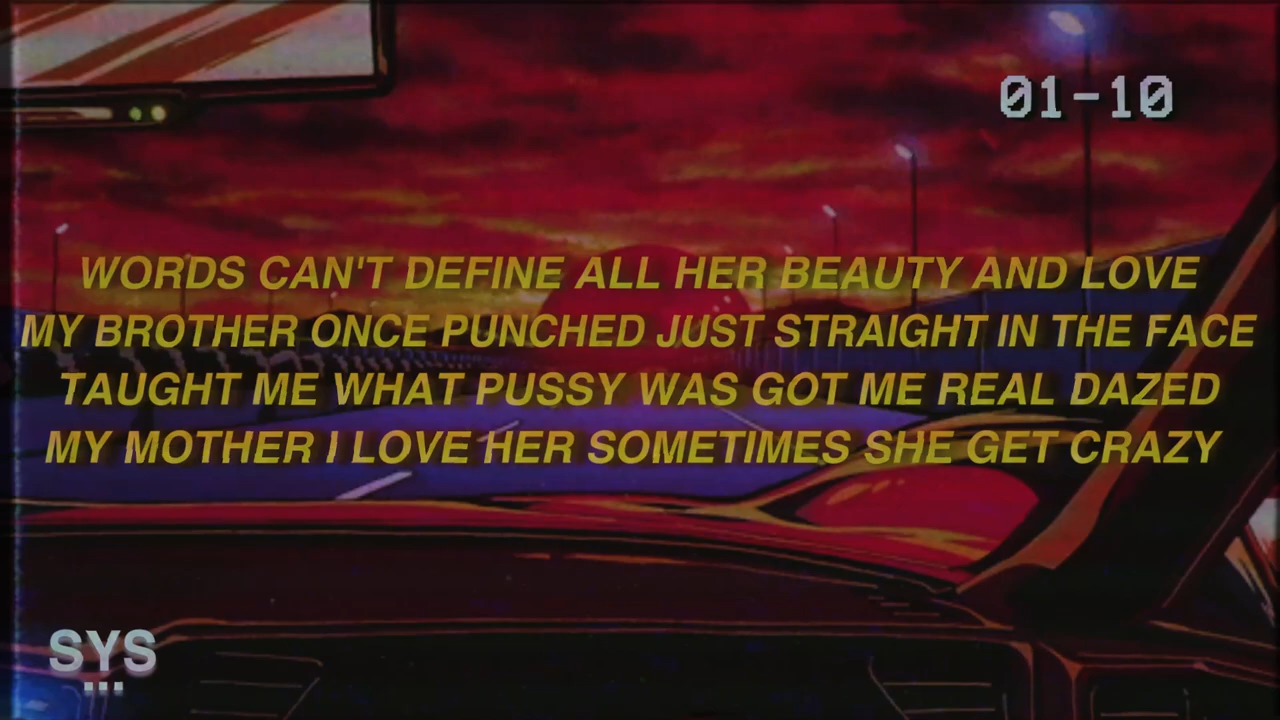 01-10
WORDS CAN'T DEFINE ALL HER BEAUTY AND LOVE
MY BROTHER ONCE PUNCHED JUST STRAIGHT IN THE FACE
TAUGHT ME WHAT PUSSY WAS GOT ME REAL DAZED
MY MOTHER I LOVE HER SOMETIMES SHE GET CRAZY
SYS
...